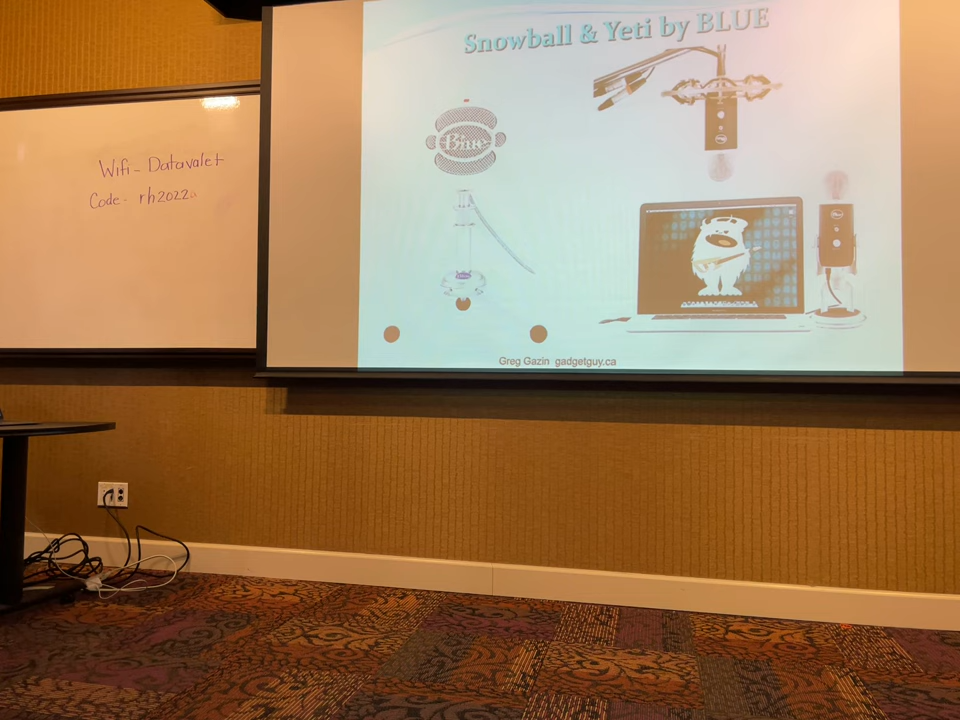 Wifi - Datavalet
Code - rh2022a
Snowball & Yeti by BLUE
Blue
Greg Gazin gadgetguy.ca